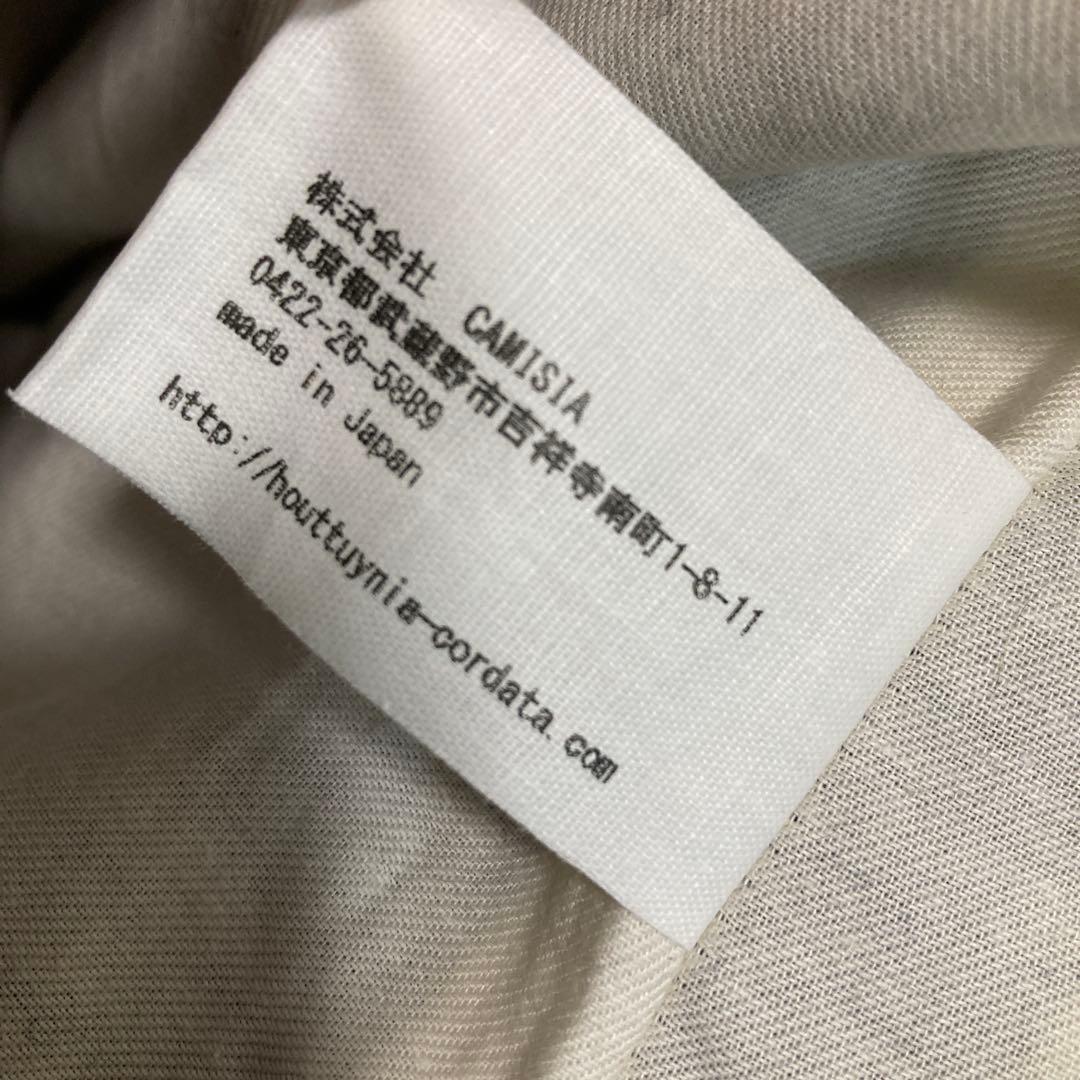 株式会社 CAMISIA
東京都武蔵野市吉祥寺南町1-8-11
0422-26-5889
made in Japan
http://houttuynia-cordata.com